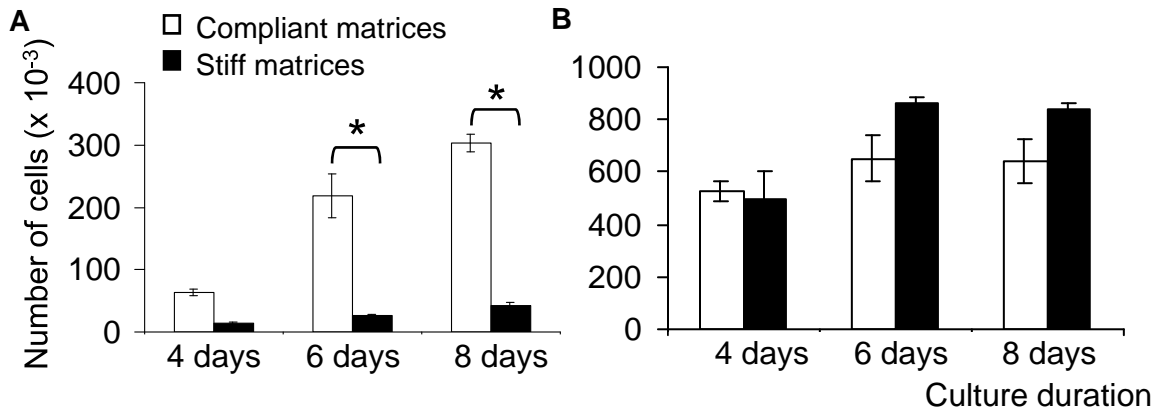 A
Compliant matrices
Stiff matrices
Number of cells (x 10-3)
400
300
200
100
0
*
*
4 days
6 days
8 days
B
1000
800
600
400
200
0
4 days
6 days
8 days
Culture duration